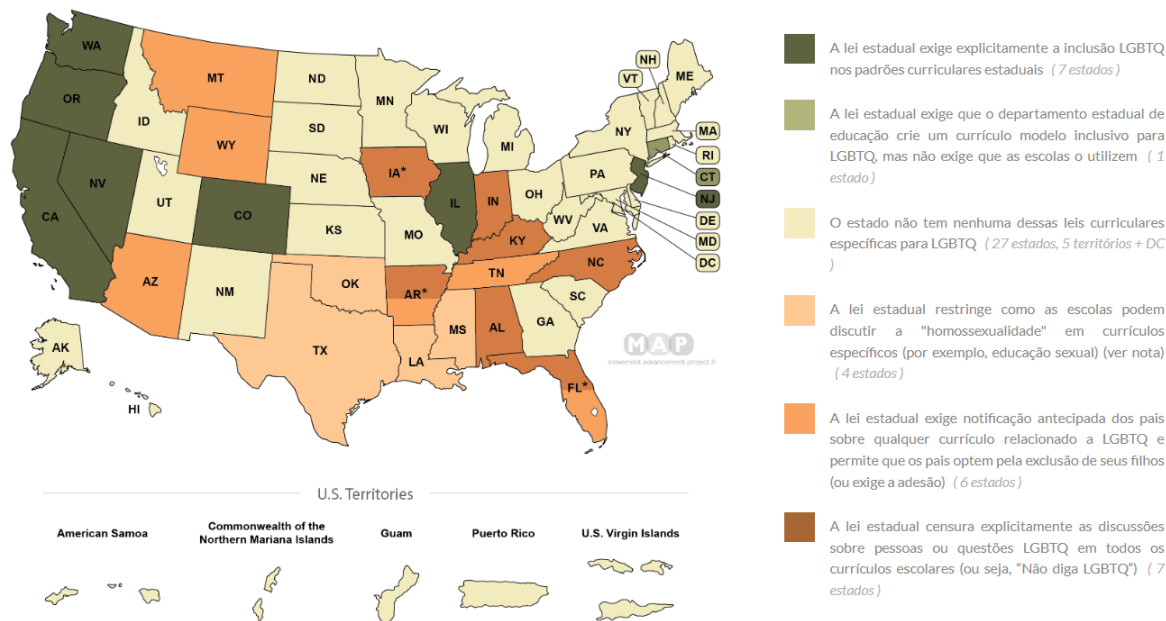 WA
OR
CA
NV
ID
MT
WY
UT
CO
AZ
NM
ND
SD
NE
KS
OK
TX
MN
IA*
MO
AR*
LA
WI
IL
MI
IN
KY
TN
MS
AL
OH
WV
VA
NC
SC
GA
FL*
PA
NY
VT
NH
ME
MA
RI
CT
NJ
DE
MD
DC
AK
HI
MAP
movement advancement project
U.S. Territories
American Samoa
Commonwealth of the
Northern Mariana Islands
Guam
Puerto Rico
U.S. Virgin Islands
A lei estadual exige explicitamente a inclusão LGBTQ
nos padrões curriculares estaduais ( 7 estados )
A lei estadual exige que o departamento estadual de
educação crie um currículo modelo inclusivo para
LGBTQ, mas não exige que as escolas o utilizem ( 1
estado )
O estado não tem nenhuma dessas leis curriculares
específicas para LGBTQ ( 27 estados, 5 territórios + DC
)
A lei estadual restringe como as escolas podem
discutir a "homossexualidade" em currículos
específicos (por exemplo, educação sexual) (ver nota)
( 4 estados )
A lei estadual exige notificação antecipada dos pais
sobre qualquer currículo relacionado a LGBTQ e
permite que os pais optem pela exclusão de seus filhos
(ou exige a adesão) ( 6 estados )
A lei estadual censura explicitamente as discussões
sobre pessoas ou questões LGBTQ em todos os
currículos escolares (ou seja, “Não diga LGBTQ”) ( 7
estados )